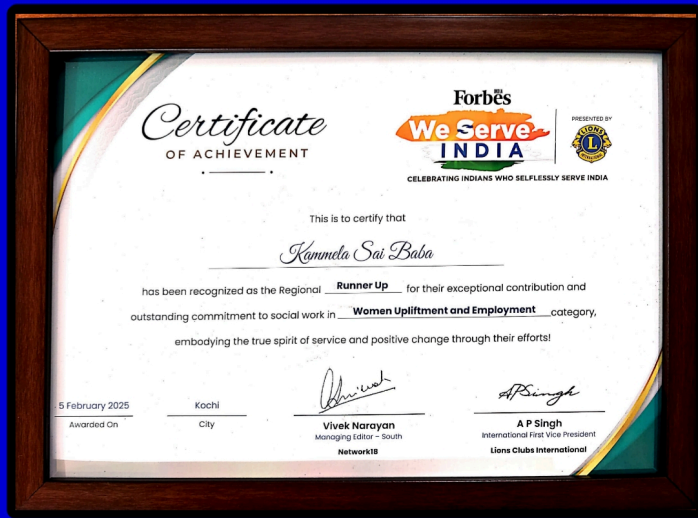 Certificate
OF ACHIEVEMENT
Forbes
INDIA
We Serve
INDIA
CELEBRATING INDIANS WHO SELFLESSLY SERVE INDIA
PRESENTED BY
LIONS
L
INTERNATIONAL
This is to certify that
Kammela Sai Baba
has been recognized as the Regional Runner Up for their exceptional contribution and
outstanding commitment to social work in Women Upliftment and Employment category,
embodying the true spirit of service and positive change through their efforts!
5 February 2025
Awarded On
Kochi
City
Vivek Narayan
Managing Editor – South
Network18
APSingh
A P Singh
International First Vice President
Lions Clubs International